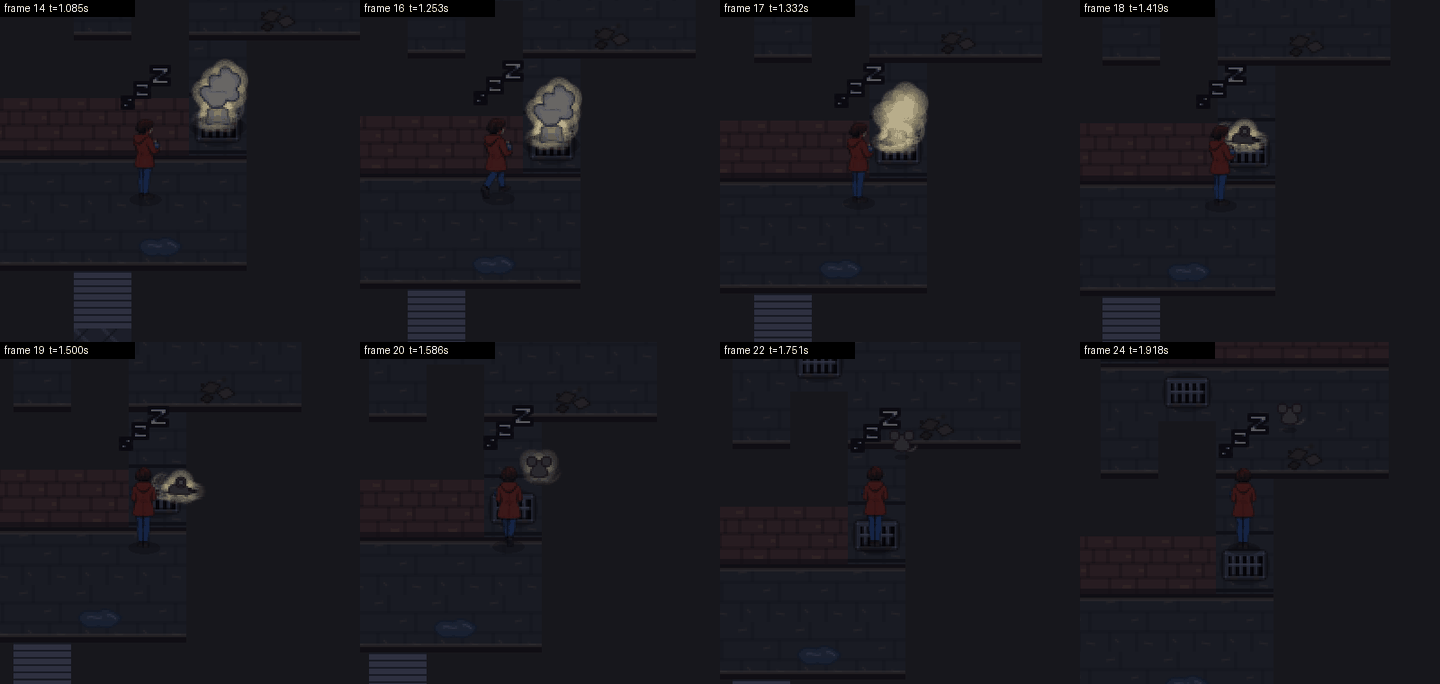 frame 14 t=1.085s
frame 16 t=1.253s
frame 17 t=1.332s
frame 18 t=1.419s
z Z Z
z Z Z
z Z Z
z Z Z
frame 19 t=1.500s
frame 20 t=1.586s
frame 22 t=1.751s
frame 24 t=1.918s
z Z Z
z Z Z
z Z Z
z Z Z